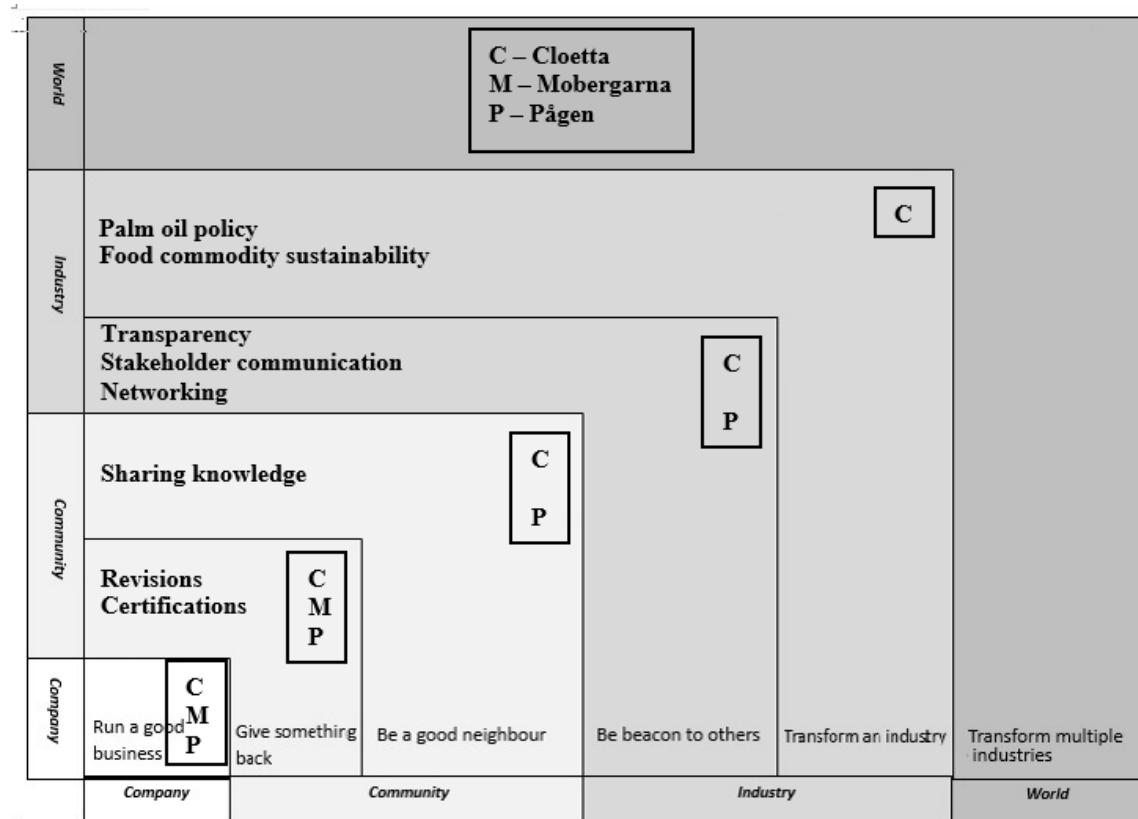 World
C – Cloetta
M – Mobergarna
P – Pågen
Industry
Palm oil policy
Food commodity sustainability
C
Transparency
Stakeholder communication
Networking
C
P
Community
Sharing knowledge
C
P
Revisions
Certifications
C
M
P
Company
Run a good
business
C
M
P
Give something
back
Be a good neighbour
Be beacon to others
Transform an industry
Transform multiple
industries
Company
Community
Industry
World